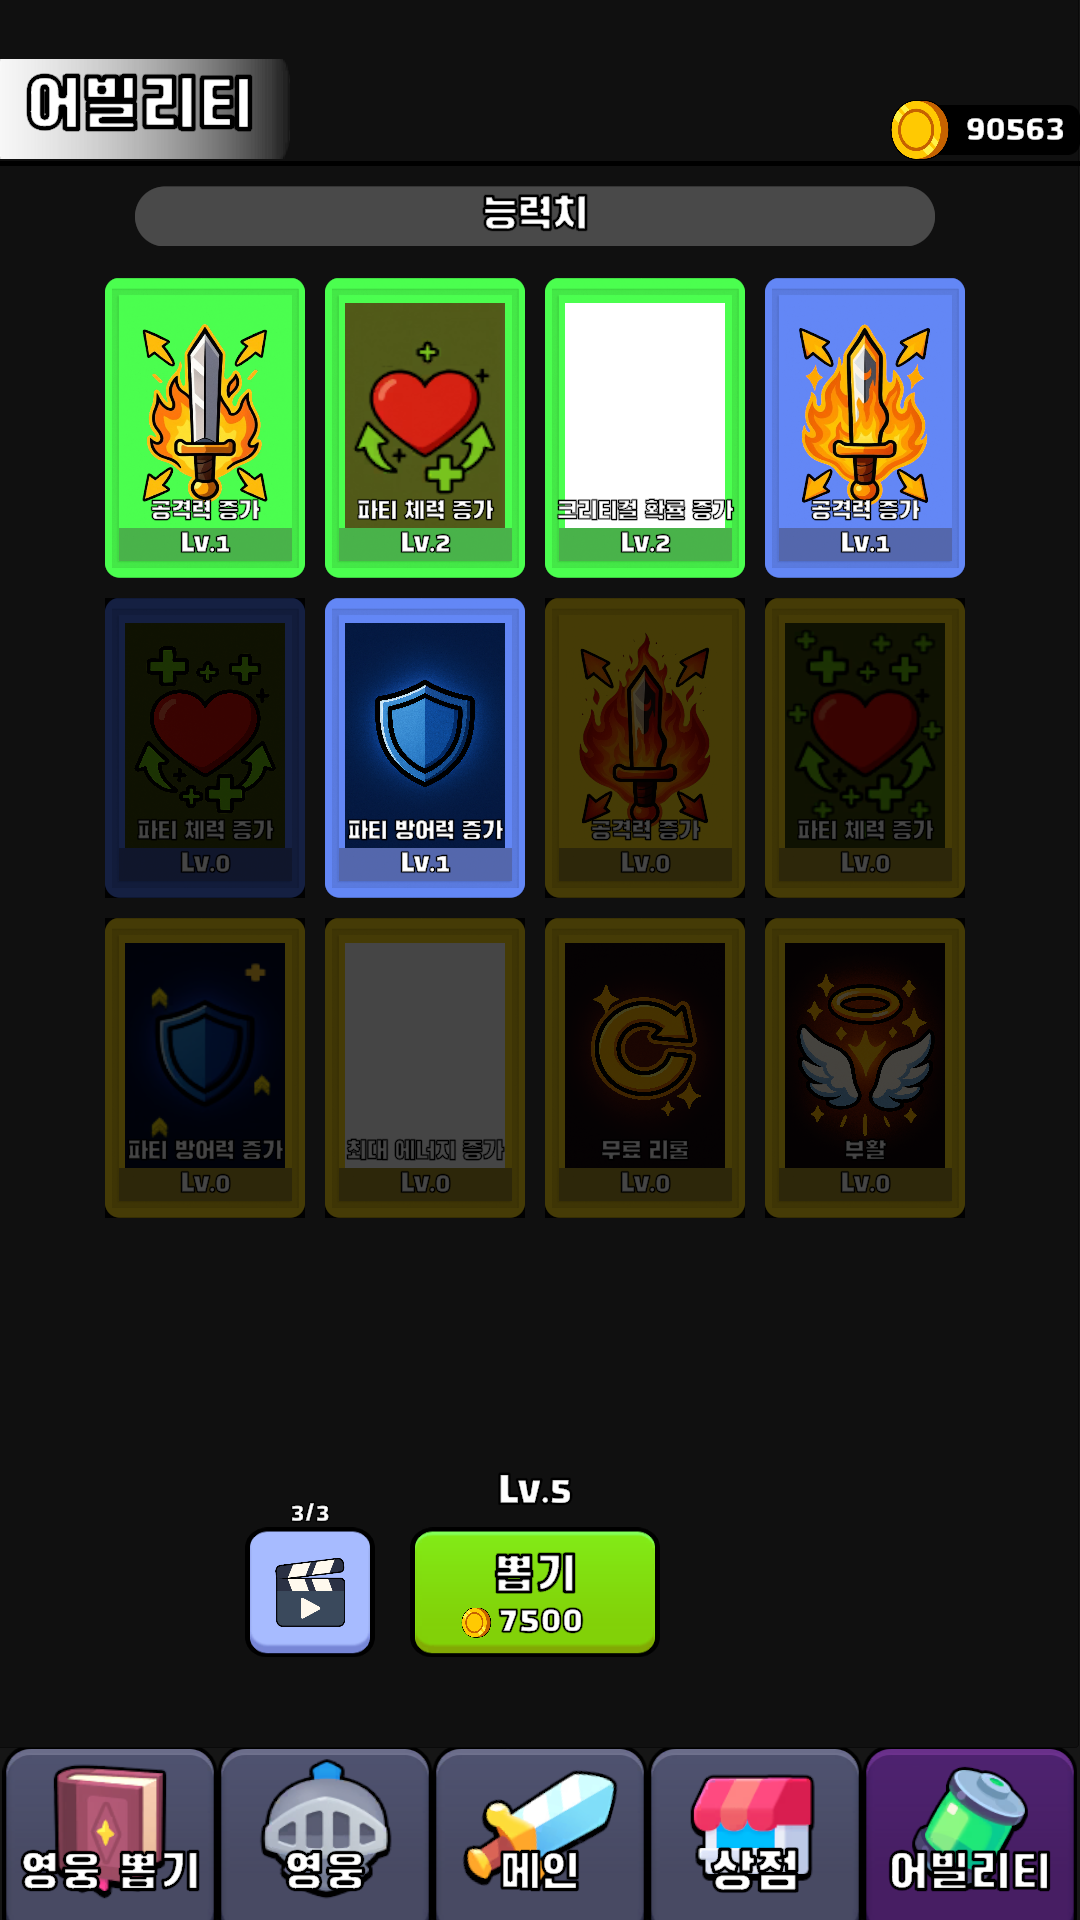 어빌리티
90563
능력치
공격력 증가
Lv.1
파티 체력 증가
Lv.2
크리티컬 확률 증가
Lv.2
공격력 증가
Lv.1
파티 체력 증가
Lv.0
파티 방어력 증가
Lv.1
공격력 증가
Lv.0
파티 체력 증가
Lv.0
파티 방어력 증가
Lv.0
최대 에너지 증가
Lv.0
무료 리롤
Lv.0
부활
Lv.0
Lv.5
3/3
뽑기
7500
영웅 뽑기
영웅
메인
상점
어빌리티